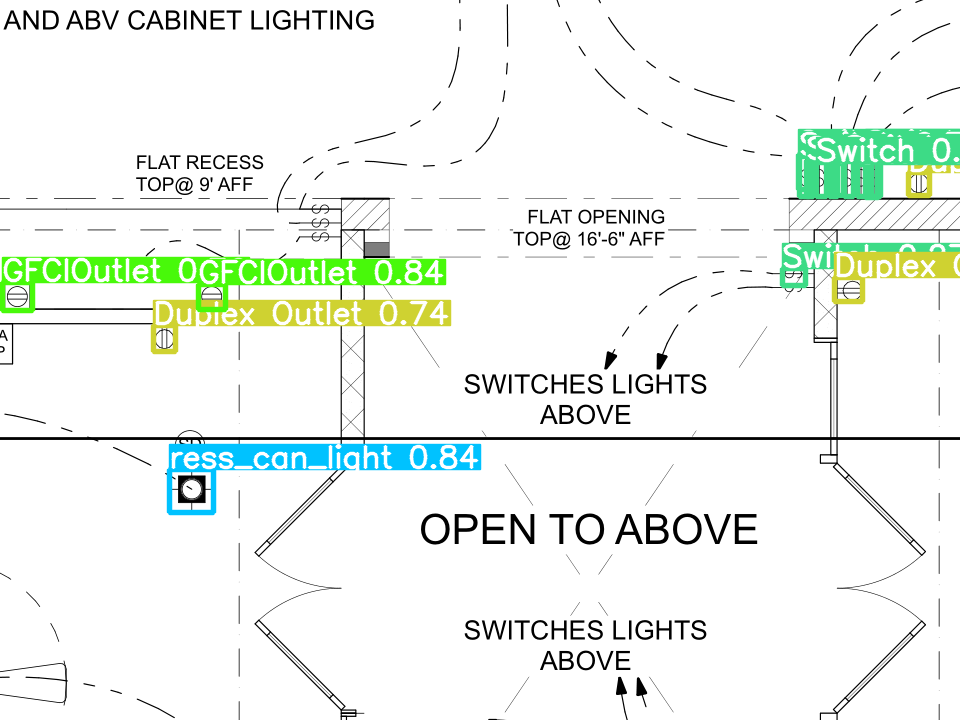 AND ABV CABINET LIGHTING
FLAT RECESS
TOP@ 9' AFF
SSS
FLAT OPENING
TOP@ 16'-6" AFF
Switch 0.
GFCIOutlet 0
GFCIOutlet 0.84
Duplex Outlet 0.74
Duplex 0
A
P
SWITCHES LIGHTS
ABOVE
ress_can_light 0.84
OPEN TO ABOVE
SWITCHES LIGHTS
ABOVE